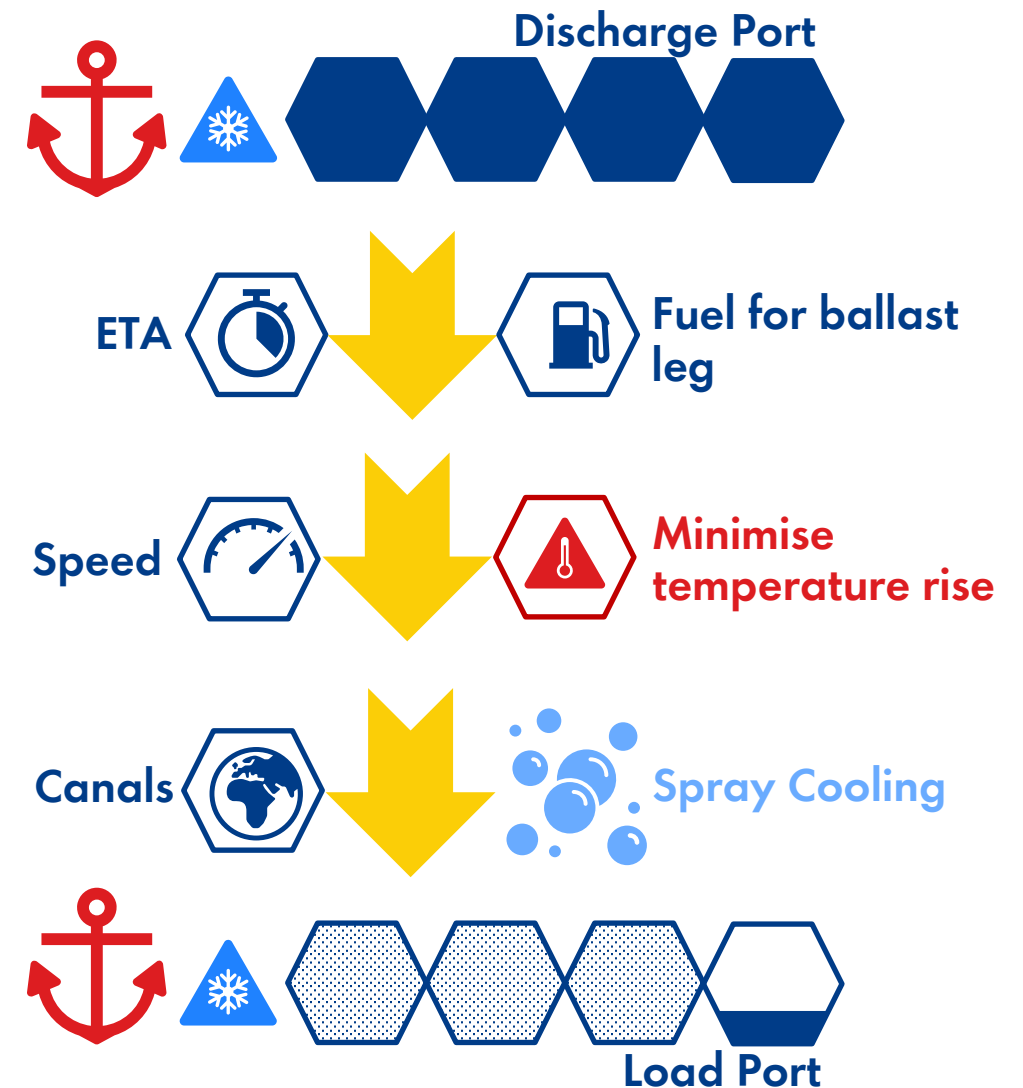 Discharge Port
ETA
Fuel for ballast
leg
Speed
Minimise
temperature rise
Canals
Spray Cooling
Load Port